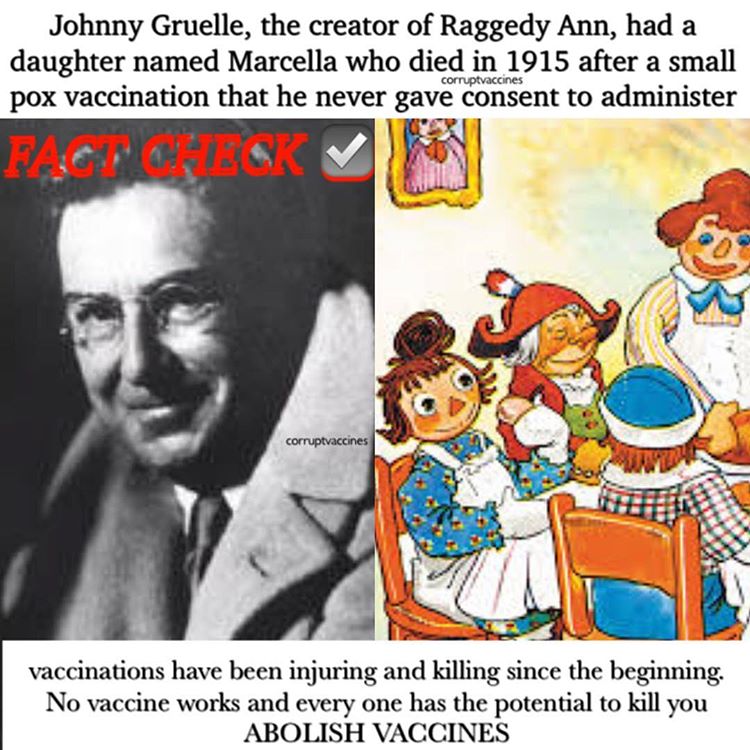 Johnny Gruelle, the creator of Raggedy Ann, had a
daughter named Marcella who died in 1915 after a small
corruptvaccines
pox vaccination that he never gave consent to administer
FACT CHECK
corruptvaccines
vaccinations have been injuring and killing since the beginning.
No vaccine works and every one has the potential to kill you
ABOLISH VACCINES